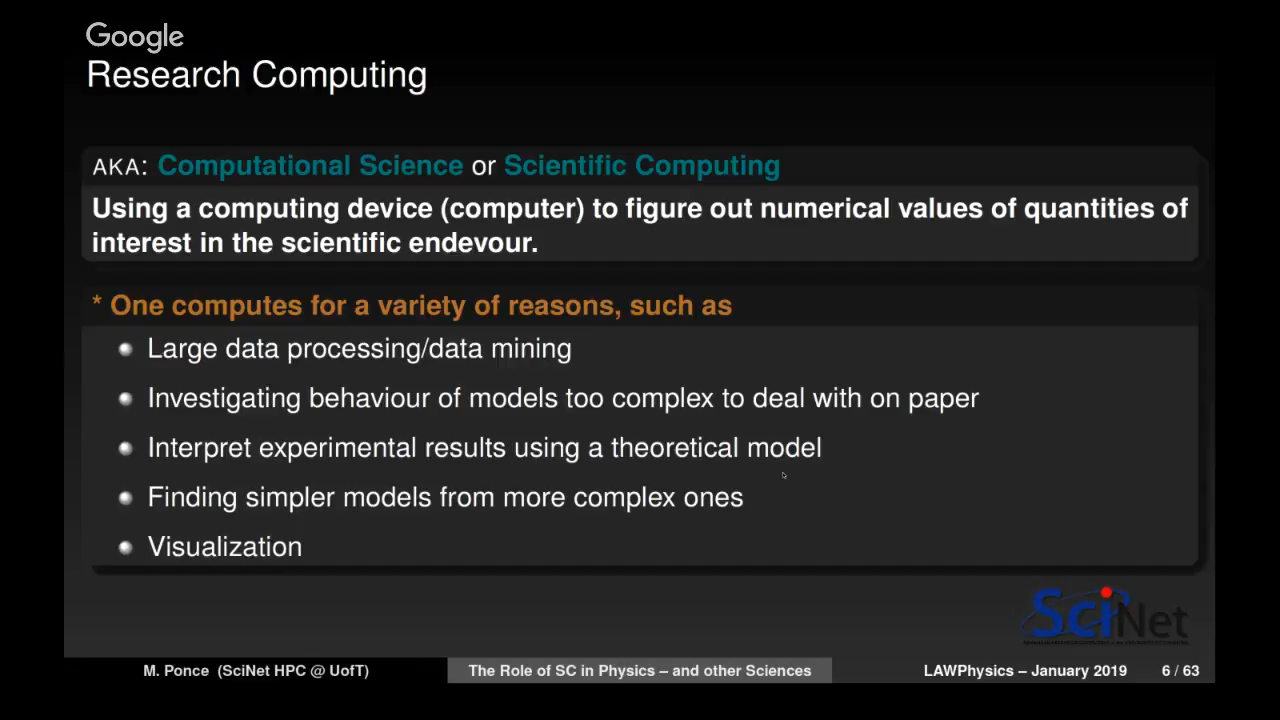 Google
Research Computing
AKA: Computational Science or Scientific Computing
Using a computing device (computer) to figure out numerical values of quantities of
interest in the scientific endevour.
* One computes for a variety of reasons, such as
Large data processing/data mining
Investigating behaviour of models too complex to deal with on paper
Interpret experimental results using a theoretical model
Finding simpler models from more complex ones
Visualization
SciNet
M. Ponce (SciNet HPC @ UofT)
The Role of SC in Physics – and other Sciences
LAWPhysics – January 2019
6 / 63